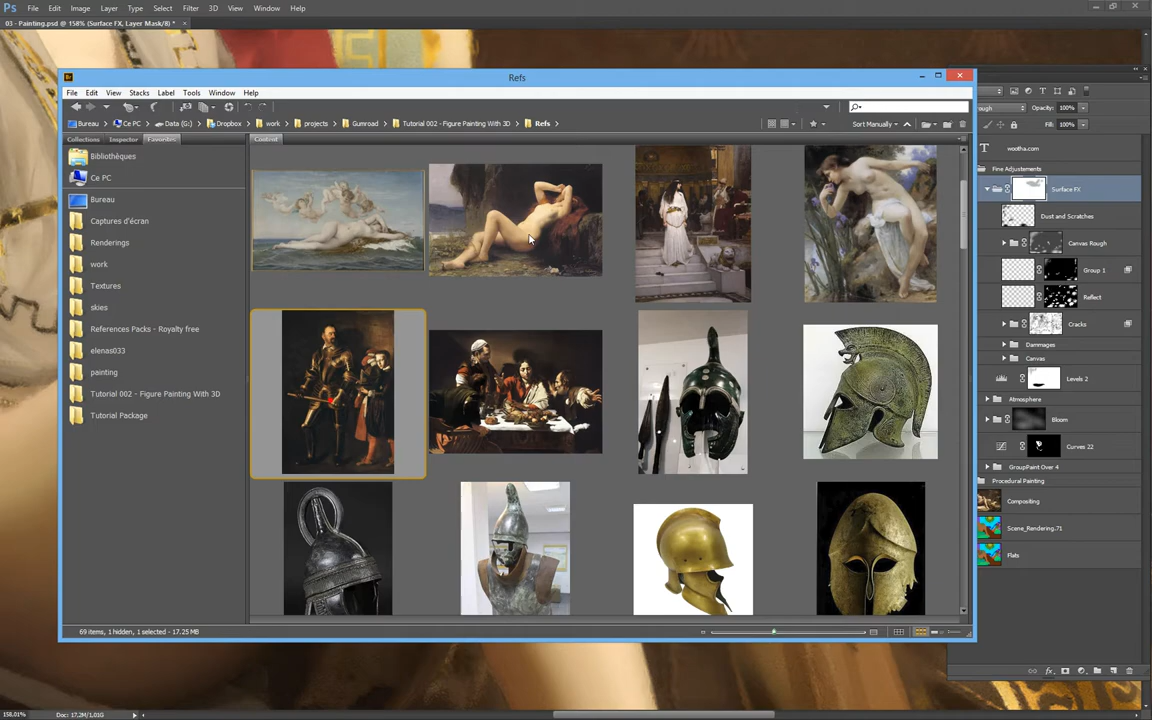 Ps File Edit Image Layer Type Select Filter 3D View Window Help
03 - Painting.psd @ 158% (Surface FX, Layer Mask/8) *
Br Refs
File Edit View Stacks Label Tools Window Help
Bureau Ce PC Data (G:) Dropbox work projects Gumroad Tutorial 002 - Figure Painting With 3D Refs
Sort Manually
Collections Inspector Favorites Content
Bibliothèques
Ce PC
Bureau
Captures d'écran
Renderings
work
Textures
skies
References Packs - Royalty free
elenas033
painting
Tutorial 002 - Figure Painting With 3D
Tutorial Package
69 items, 1 hidden, 1 selected - 17.25 MB
Opacity: 100%
Fill: 100%
wootha.com
Fine Adjustements
Surface FX
Dust and Scratches
Canvas Rough
Group 1
Reflect
Cracks
Dammages
Canvas
Levels 2
Atmosphere
Bloom
Curves 22
GroupPaint Over 4
Procedural Painting
Compositing
Scene_Rendering.71
Flats
158.01% Doc: 17,2M/1,01G